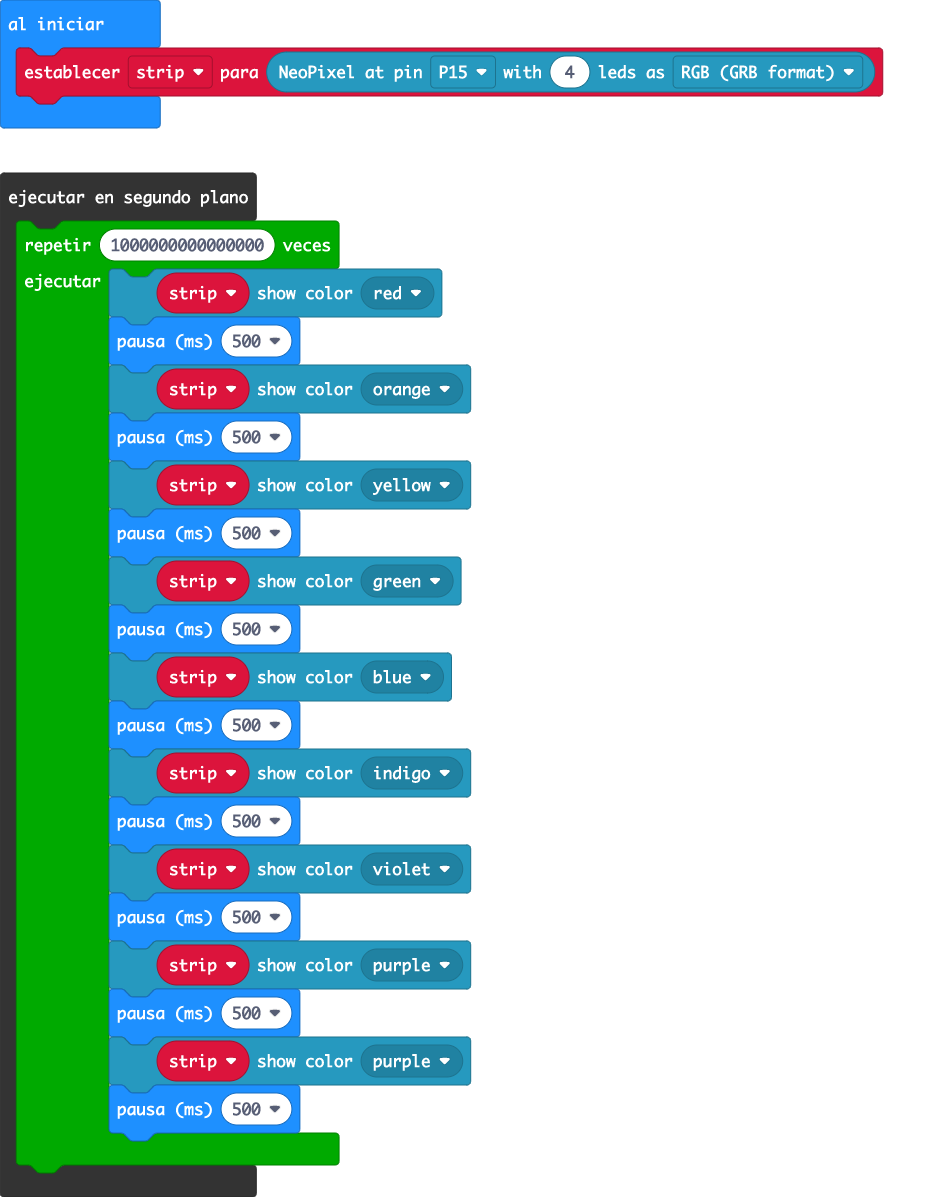 al iniciar
establecer strip para NeoPixel at pin P15 with 4 leds as RGB (GRB format)
ejecutar en segundo plano
repetir 1000000000000000 veces
ejecutar
strip show color red
pausa (ms) 500
strip show color orange
pausa (ms) 500
strip show color yellow
pausa (ms) 500
strip show color green
pausa (ms) 500
strip show color blue
pausa (ms) 500
strip show color indigo
pausa (ms) 500
strip show color violet
pausa (ms) 500
strip show color purple
pausa (ms) 500
strip show color purple
pausa (ms) 500